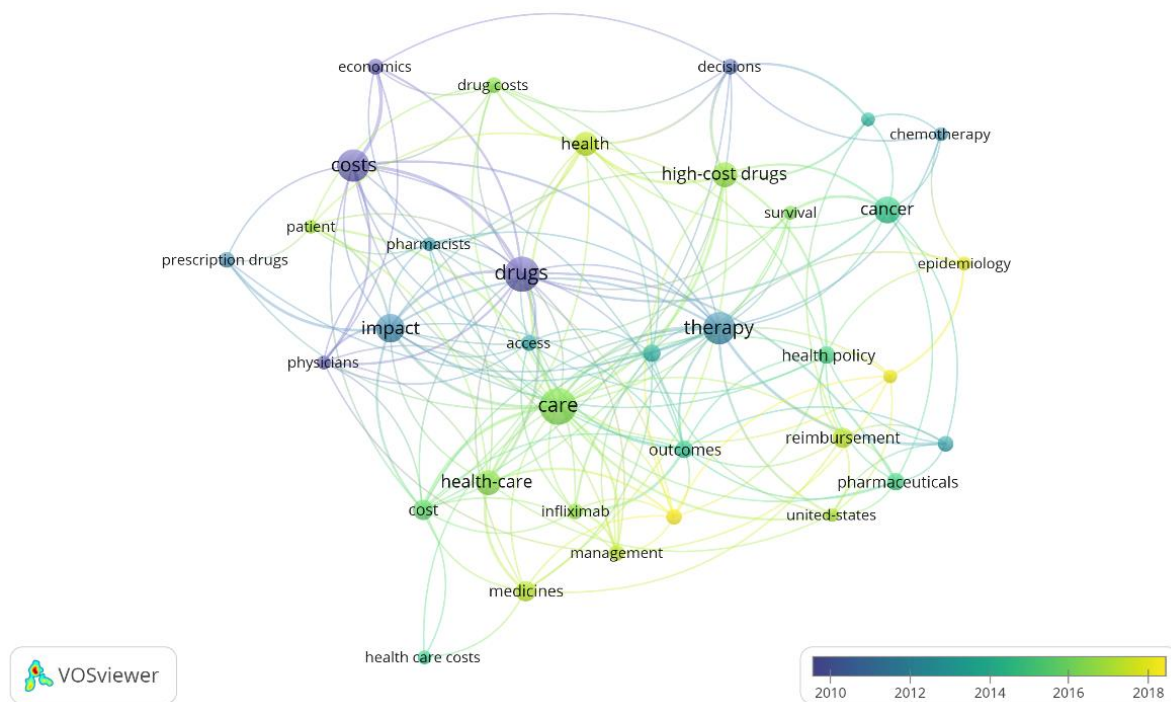 economics
decisions
drug costs
chemotherapy
health
costs
high-cost drugs
survival
cancer
patient
pharmacists
prescription drugs
epidemiology
drugs
impact
therapy
access
health policy
physicians
care
reimbursement
outcomes
health-care
pharmaceuticals
cost
infliximab
united-states
management
medicines
health care costs
VOSviewer
2010 2012 2014 2016 2018